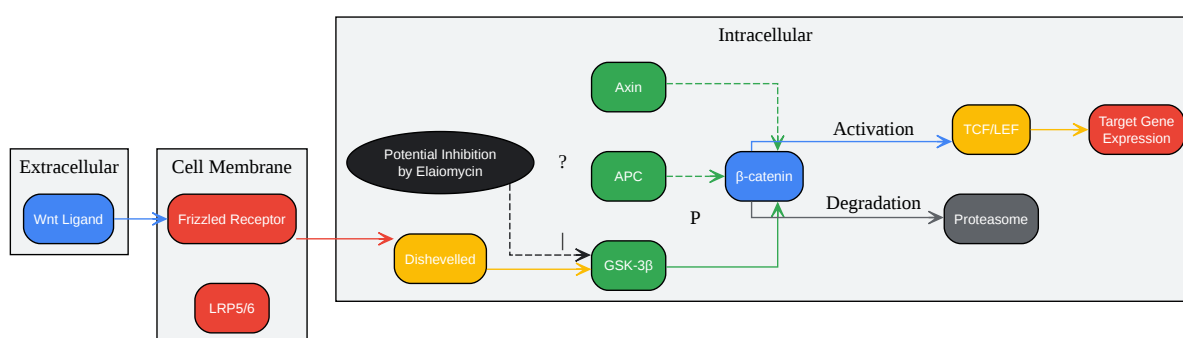 Extracellular
Wnt Ligand
Cell Membrane
Frizzled Receptor
LRP5/6
Intracellular
Potential Inhibition
by Elaiomycin
?
|
Dishevelled
Axin
APC
P
GSK-3β
β-catenin
Activation
Degradation
TCF/LEF
Proteasome
Target Gene
Expression